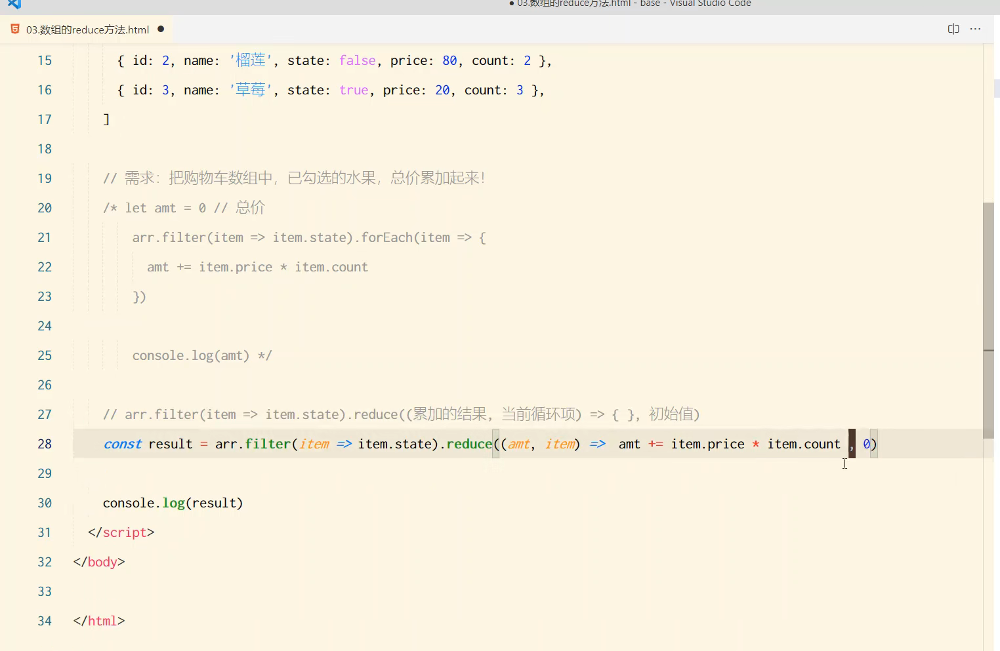 ● 03.数组的reduce方法.html - base - Visual Studio Code
03.数组的reduce方法.html ●
15 { id: 2, name: '榴莲', state: false, price: 80, count: 2 },
16 { id: 3, name: '草莓', state: true, price: 20, count: 3 },
17 ]
18
19 // 需求：把购物车数组中，已勾选的水果，总价累加起来！
20 /* let amt = 0 // 总价
21 arr.filter(item => item.state).forEach(item => {
22 amt += item.price * item.count
23 })
24
25 console.log(amt) */
26
27 // arr.filter(item => item.state).reduce((累加的结果, 当前循环项) => { }, 初始值)
28 const result = arr.filter(item => item.state).reduce((amt, item) => amt += item.price * item.count , 0)
29
30 console.log(result)
31 </script>
32 </body>
33
34 </html>